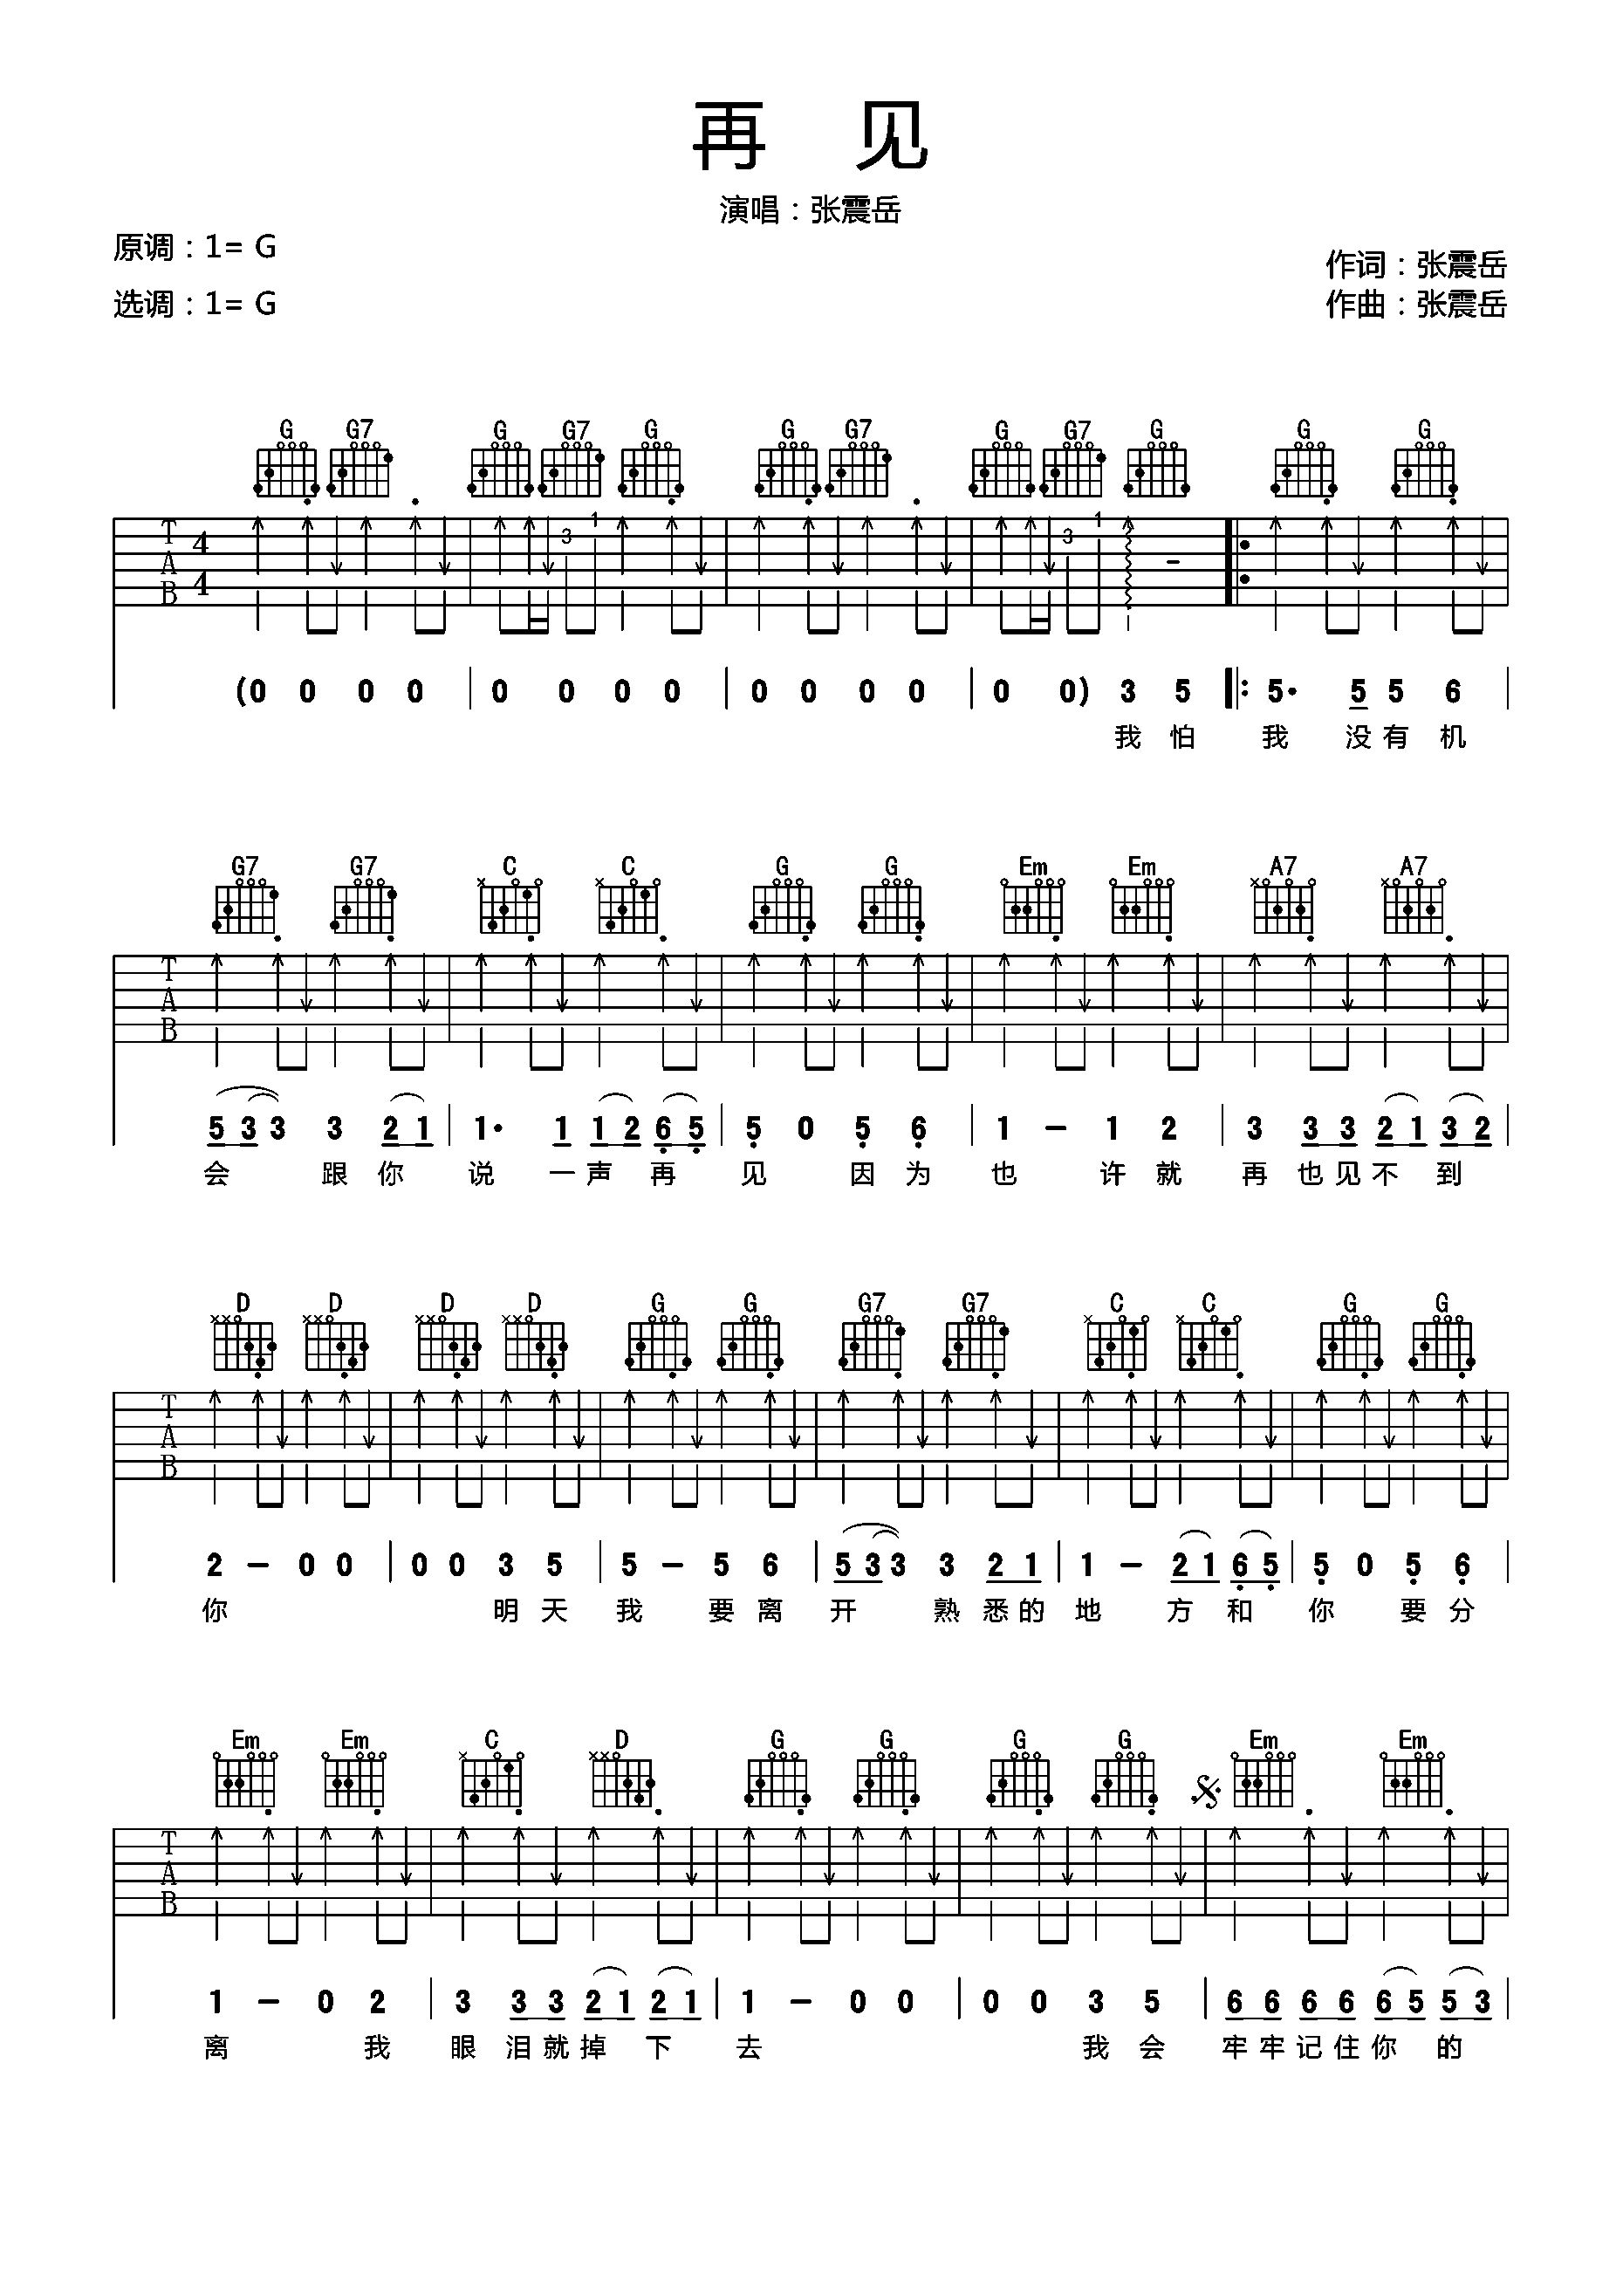 再 见
演唱：张震岳
原调：1= G
作词：张震岳
选调：1= G
作曲：张震岳
G G7 G G7 G G G7 G G7 G G G
T A B 4 4 3 1 3 1
(0 0 0 0 | 0 0 0 0 | 0 0 0 0 | 0 0) 3 5 |: 5· 5 5 6 |
我 怕 我 没 有 机
G7 G7 C C G G Em Em A7 A7
T A B
5 3 3 3 2 1 | 1· 1 1 2 6 5 | 5 0 5 6 | 1 - 1 2 | 3 3 3 2 1 3 2 |
会 跟 你 说 一 声 再 见 因 为 也 许 就 再 也 见 不 到
D D D D G G G7 G7 C C G G
T A B
2 - 0 0 | 0 0 3 5 | 5 - 5 6 | 5 3 3 3 2 1 | 1 - 2 1 6 5 | 5 0 5 6 |
你 明 天 我 要 离 开 熟 悉 的 地 方 和 你 要 分
Em Em C D G G G G Em Em
T A B
1 - 0 2 | 3 3 3 2 1 2 1 | 1 - 0 0 | 0 0 3 5 | 6 6 6 6 6 5 5 3 |
离 我 眼 泪 就 掉 下 去 我 会 牢 牢 记 住 你 的